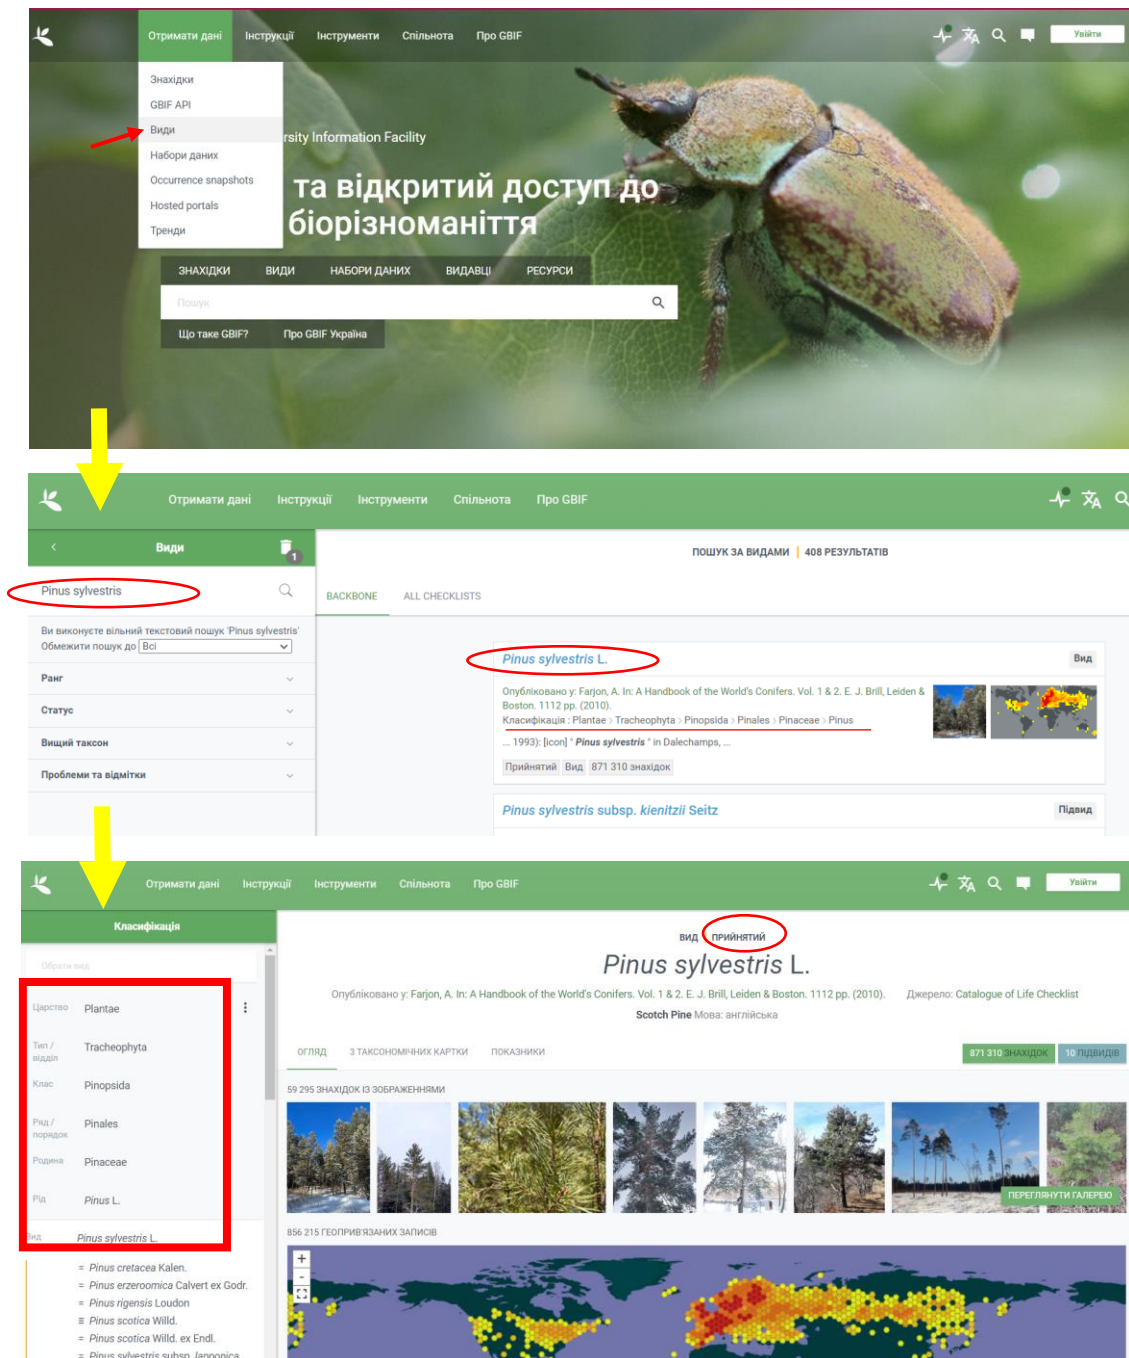 Отримати дані Інструкції Інструменти Спільнота Про GBIF Увійти
Знахідки
GBIF API
Види
Набори даних
Occurrence snapshots
Hosted portals
Тренди
rsity Information Facility
та відкритий доступ до
біорізноманіття
ЗНАХІДКИ ВИДИ НАБОРИ ДАНИХ ВИДАВЦІ РЕСУРСИ
Пошук
Що таке GBIF? Про GBIF Україна
Отримати дані Інструкції Інструменти Спільнота Про GBIF
Види 1
ПОШУК ЗА ВИДАМИ | 408 РЕЗУЛЬТАТІВ
Pinus sylvestris
BACKBONE ALL CHECKLISTS
Ви виконуєте вільний текстовий пошук 'Pinus sylvestris'
Обмежити пошук до Всі
Ранг
Статус
Вищий таксон
Проблеми та відмітки
Pinus sylvestris L. Вид
Опубліковано у: Farjon, A. In: A Handbook of the World's Conifers. Vol. 1 & 2. E. J. Brill, Leiden &
Boston. 1112 pp. (2010).
Класифікація : Plantae > Tracheophyta > Pinopsida > Pinales > Pinaceae > Pinus
... 1993): [icon] " Pinus sylvestris " in Dalechamps, ...
Прийнятий Вид 871 310 знахідок
Pinus sylvestris subsp. kienitzii Seitz Підвид
Отримати дані Інструкції Інструменти Спільнота Про GBIF Увійти
Класифікація
Обрати вид
Царство Plantae
Тип / відділ Tracheophyta
Клас Pinopsida
Ряд / порядок Pinales
Родина Pinaceae
Рід Pinus L.
Вид Pinus sylvestris L.
= Pinus cretacea Kalen.
= Pinus erzeroomica Calvert ex Godr.
= Pinus rigensis Loudon
≡ Pinus scotica Willd.
= Pinus scotica Willd. ex Endl.
= Pinus sylvestris subsp. lapponica
ВИД ПРИЙНЯТИЙ
Pinus sylvestris L.
Опубліковано у: Farjon, A. In: A Handbook of the World's Conifers. Vol. 1 & 2. E. J. Brill, Leiden & Boston. 1112 pp. (2010). Джерело: Catalogue of Life Checklist
Scotch Pine Мова: англійська
ОГЛЯД 3 ТАКСОНОМІЧНИХ КАРТКИ ПОКАЗНИКИ 871 310 ЗНАХІДОК 10 ПІДВИДІВ
59 295 ЗНАХІДОК ІЗ ЗОБРАЖЕННЯМИ
ПЕРЕГЛЯНУТИ ГАЛЕРЕЮ
856 215 ГЕОПРИВ'ЯЗАНИХ ЗАПИСІВ
+
-